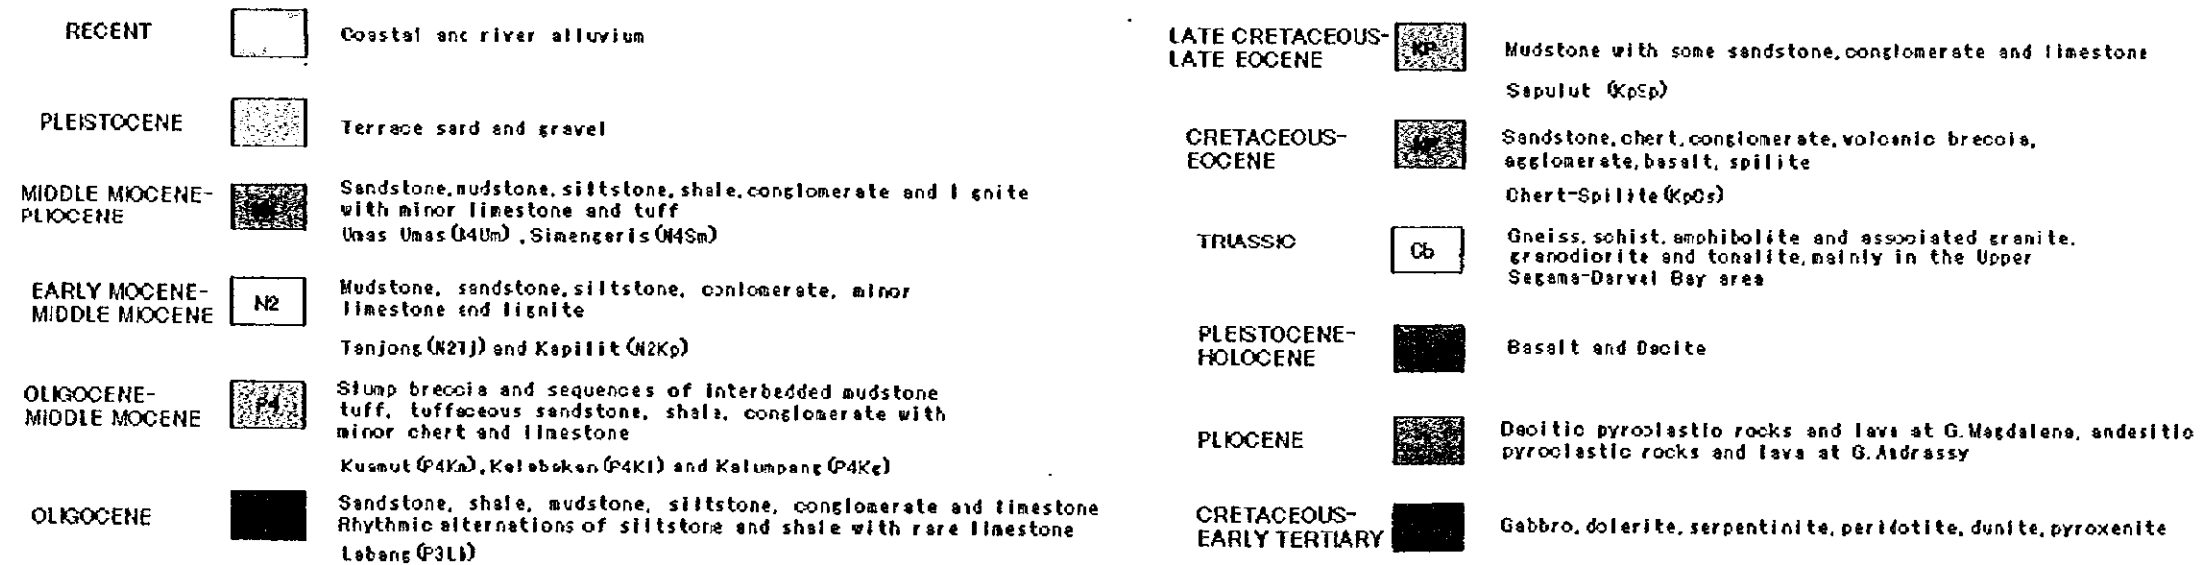 RECENT
Coastal anc river alluvium
PLEISTOCENE
Terrace sard and gravel
MIDDLE MIOCENE-
PLIOCENE
Sandstone, nudstone, siltstone, shale, conglomerate and l gnite
with minor limestone and tuff
Umas Umas (N4Um) , Simengaris (N4Sm)
EARLY MOCENE-
MIDDLE MIOCENE
N2
Mudstone, sandstone, siltstone, conlomerate, minor
limestone and lignite
Tanjong (N2Tj) and Kapilit (N2Kp)
OLIGOCENE-
MIDDLE MOCENE
P4
Slump breccia and sequences of interbedded mudstone
tuff, tuffaceous sandstone, shale, conglomerate with
minor chert and limestone
Kuamut (P4Km), Kalabakan (P4Kl) and Kalumpang (P4Kg)
OLIGOCENE
Sandstone, shale, mudstone, siltstone, conglomerate and limestone
Rhythmic alternations of siltstone and shale with rare limestone
Labang (P3Lb)
LATE CRETACEOUS-
LATE EOCENE
KP
Mudstone with some sandstone, conglomerate and limestone
Sapulut (KpSp)
CRETACEOUS-
EOCENE
KP
Sandstone, chert, conglomerate, volcanic breccia,
agglomerate, basalt, spilite
Chert-Spilite (KpCs)
TRIASSIC
Cb
Gneiss, schist, amphibolite and associated granite,
granodiorite and tonalite, mainly in the Upper
Segama-Darvel Bay area
PLEISTOCENE-
HOLOCENE
Basalt and Dacite
PLIOCENE
Dacitic pyroclastic rocks and lava at G.Magdalena, andesitic
pyroclastic rocks and lava at G.Andrassy
CRETACEOUS-
EARLY TERTIARY
Gabbro, dolerite, serpentinite, peridotite, dunite, pyroxenite